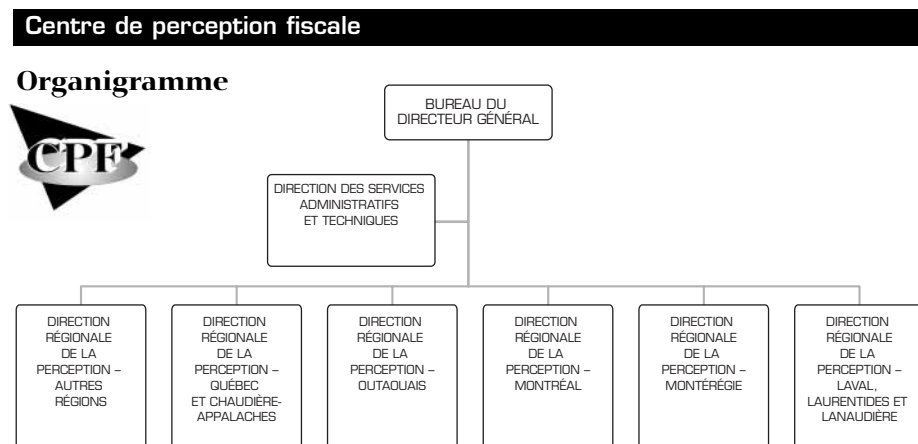 Centre de perception fiscale
Organigramme
CPF
BUREAU DU
DIRECTEUR GÉNÉRAL
DIRECTION DES SERVICES
ADMINISTRATIFS
ET TECHNIQUES
DIRECTION
RÉGIONALE
DE LA
PERCEPTION –
AUTRES
RÉGIONS
DIRECTION
RÉGIONALE
DE LA
PERCEPTION –
QUÉBEC
ET CHAUDIÈRE-
APPALACHES
DIRECTION
RÉGIONALE
DE LA
PERCEPTION –
OUTAOUAIS
DIRECTION
RÉGIONALE
DE LA
PERCEPTION –
MONTRÉAL
DIRECTION
RÉGIONALE
DE LA
PERCEPTION –
MONTÉRÉGIE
DIRECTION
RÉGIONALE
DE LA
PERCEPTION –
LAVAL,
LAURENTIDES ET
LANAUDIÈRE